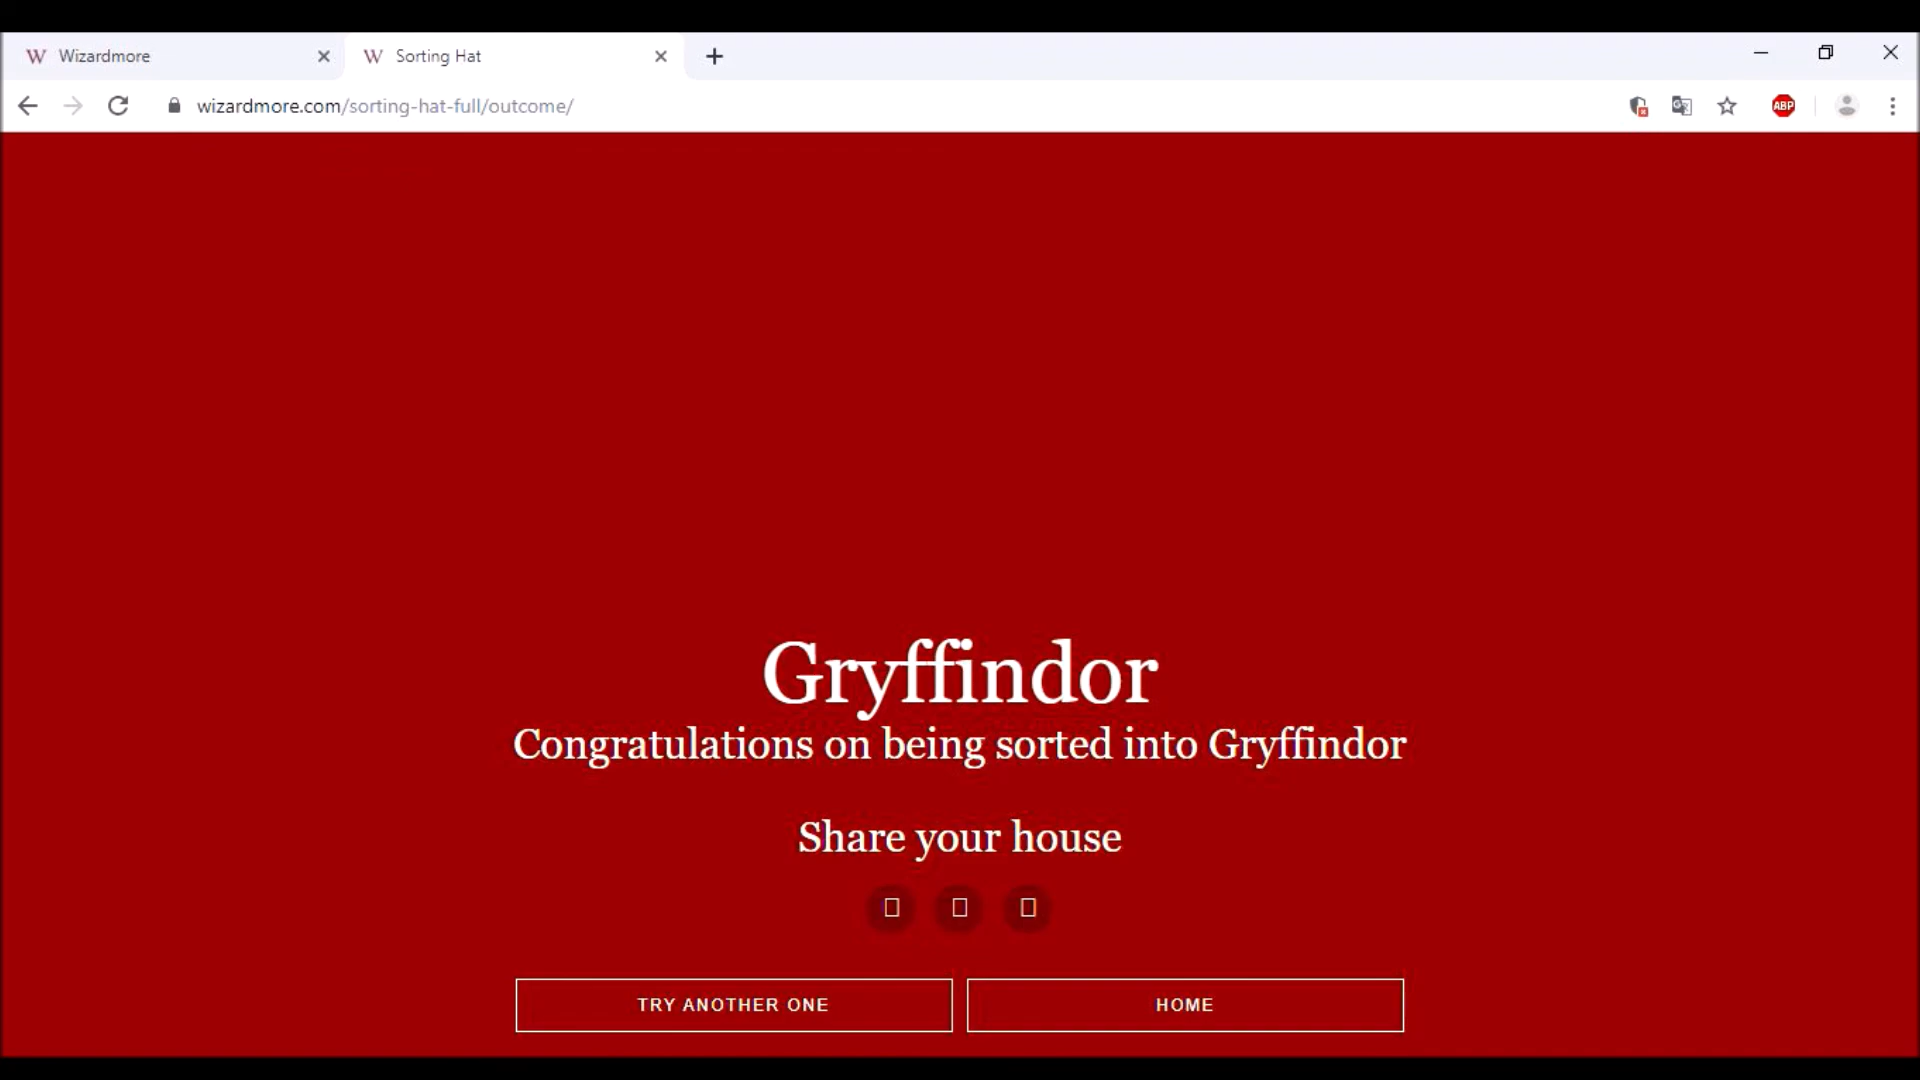 Wizardmore
Sorting Hat
wizardmore.com/sorting-hat-full/outcome/
ABP
Gryffindor
Congratulations on being sorted into Gryffindor
Share your house
TRY ANOTHER ONE
HOME